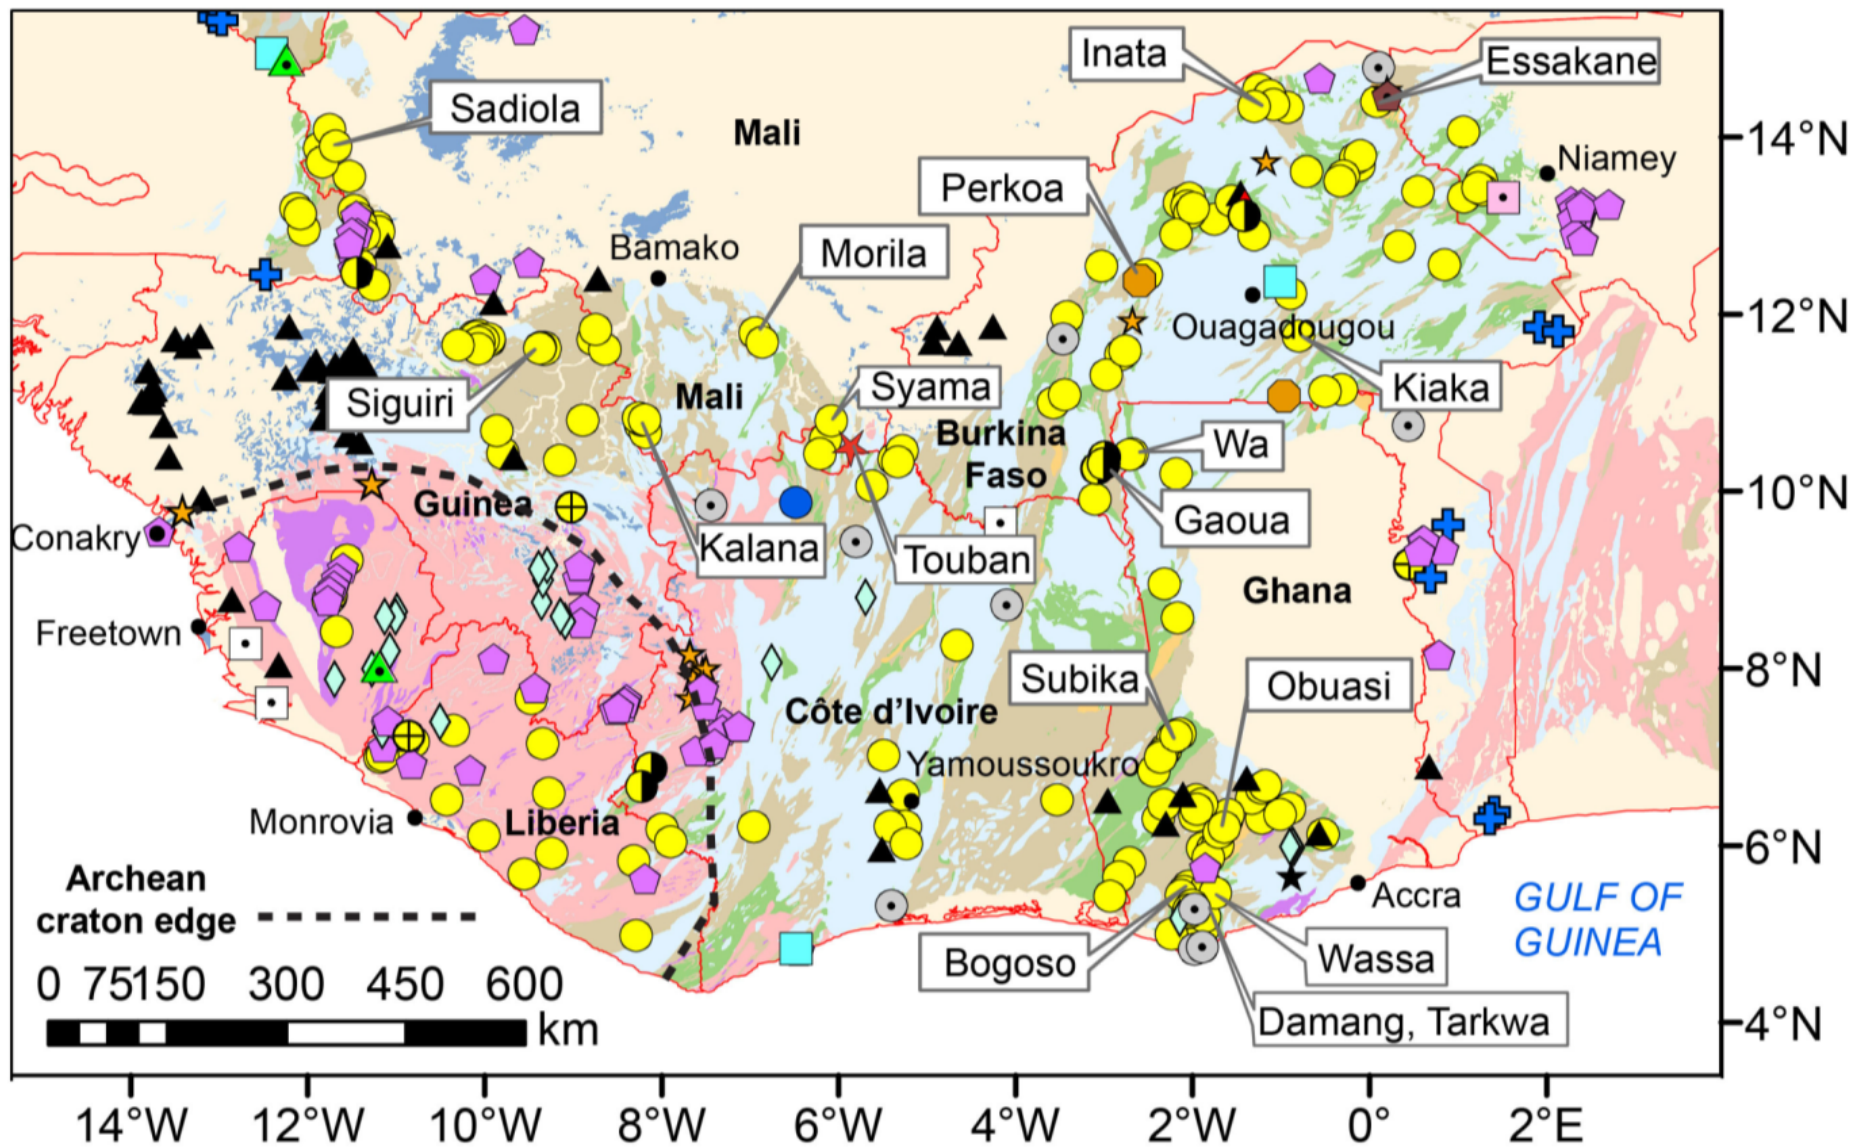 Inata
Essakane
14°N
Sadiola
Mali
Niamey
Perkoa
Bamako
Morila
12°N
Ouagadougou
Siguiri
Mali
Syama
Kiaka
Burkina
Faso
Wa
10°N
Guinea
Gaoua
Conakry
Kalana
Touban
Ghana
Freetown
8°N
Subika
Obuasi
Côte d'Ivoire
Yamoussoukro
Monrovia
Liberia
6°N
Archean
craton edge
Accra
GULF OF
GUINEA
Bogoso
Wassa
0 75150 300 450 600
km
Damang, Tarkwa
4°N
14°W 12°W 10°W 8°W 6°W 4°W 2°W 0° 2°E